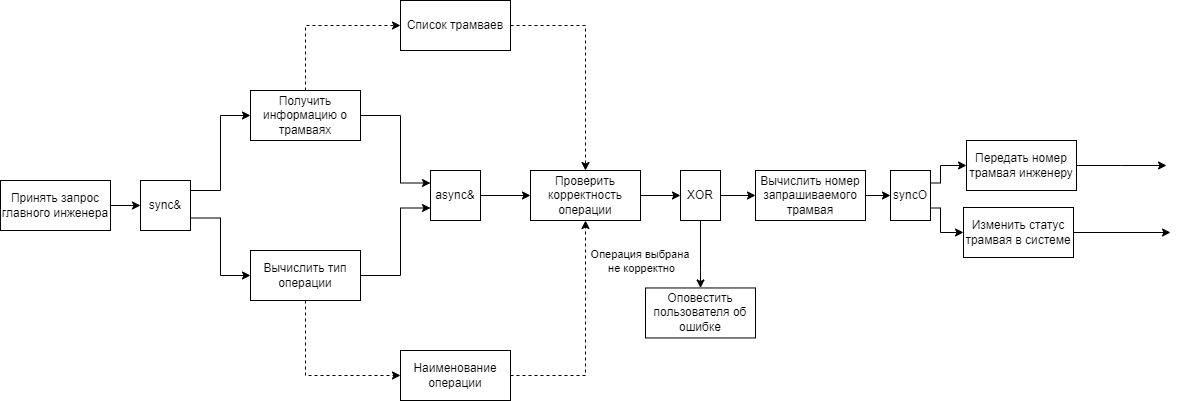 Список трамваев
Получить
информацию о
трамваях
Принять запрос
главного инженера
sync&
async&
Проверить
корректность
операции
XOR
Вычислить номер
запрашиваемого
трамвая
syncO
Передать номер
трамвая инженеру
Изменить статус
трамвая в системе
Вычислить тип
операции
Операция выбрана
не корректно
Оповестить
пользователя об
ошибке
Наименование
операции